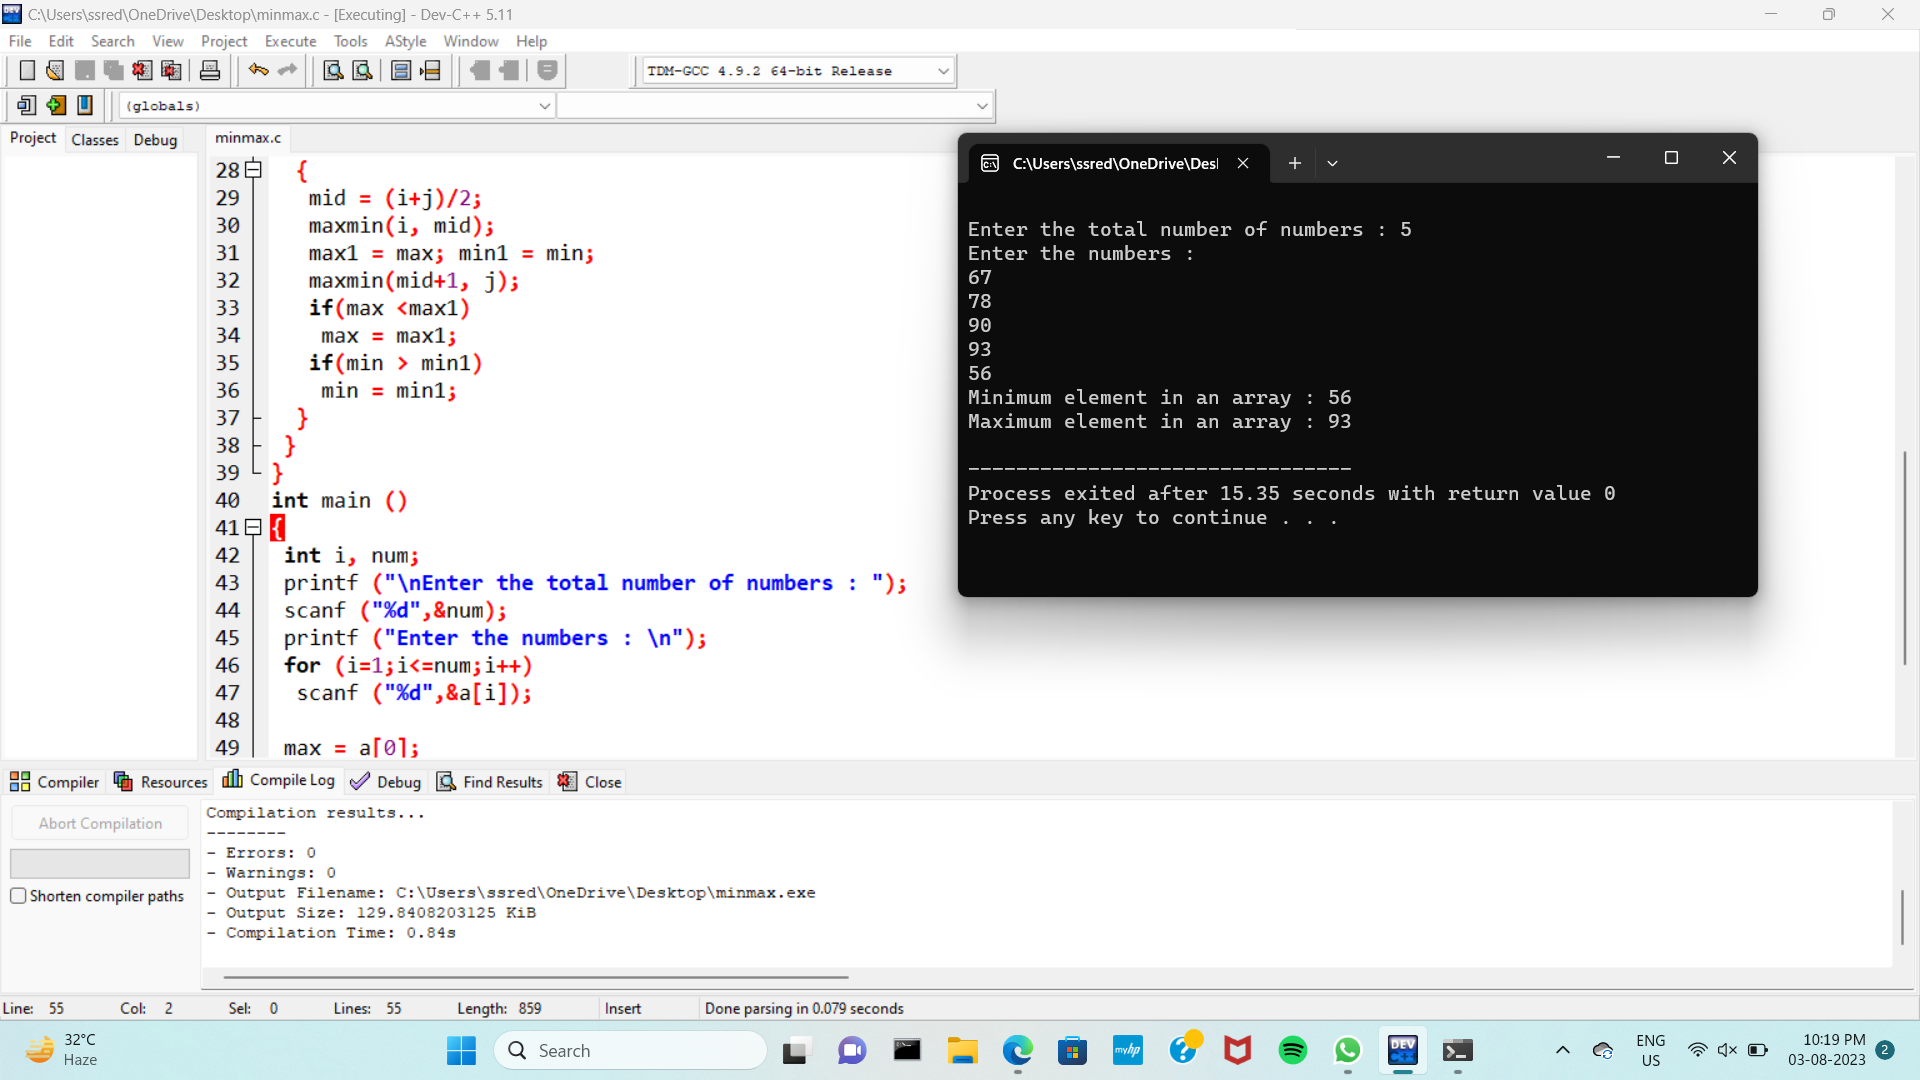 C:\Users\ssred\OneDrive\Desktop\minmax.c - [Executing] - Dev-C++ 5.11
File Edit Search View Project Execute Tools AStyle Window Help
TDM-GCC 4.9.2 64-bit Release
(globals)
Project Classes Debug
minmax.c
28 {
29 mid = (i+j)/2;
30 maxmin(i, mid);
31 max1 = max; min1 = min;
32 maxmin(mid+1, j);
33 if(max <max1)
34 max = max1;
35 if(min > min1)
36 min = min1;
37 }
38 }
39 }
40 int main ()
41 {
42 int i, num;
43 printf ("\nEnter the total number of numbers : ");
44 scanf ("%d",&num);
45 printf ("Enter the numbers : \n");
46 for (i=1;i<=num;i++)
47 scanf ("%d",&a[i]);
48
49 max = a[0];
C:\Users\ssred\OneDrive\Des
Enter the total number of numbers : 5
Enter the numbers :
67
78
90
93
56
Minimum element in an array : 56
Maximum element in an array : 93
--------------------------------
Process exited after 15.35 seconds with return value 0
Press any key to continue . . .
Compiler Resources Compile Log Debug Find Results Close
Abort Compilation
Shorten compiler paths
Compilation results...
--------
- Errors: 0
- Warnings: 0
- Output Filename: C:\Users\ssred\OneDrive\Desktop\minmax.exe
- Output Size: 129.8408203125 KiB
- Compilation Time: 0.84s
Line: 55 Col: 2 Sel: 0 Lines: 55 Length: 859 Insert Done parsing in 0.079 seconds
32°C
Haze
Search
myhp
DEV
C++
ENG
US
10:19 PM
03-08-2023
2